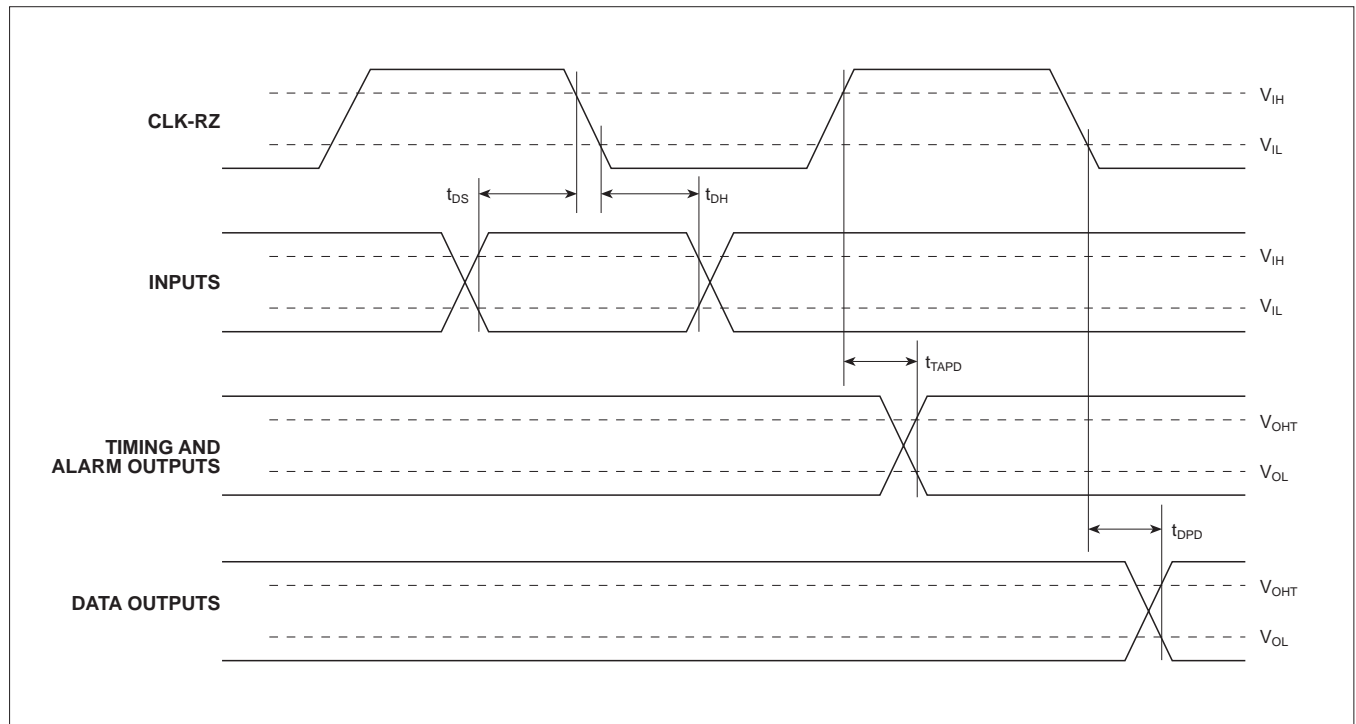 CLK-RZ
V_IH
V_IL
t_DS
t_DH
INPUTS
V_IH
V_IL
t_TAPD
TIMING AND
ALARM OUTPUTS
V_OHT
V_OL
t_DPD
DATA OUTPUTS
V_OHT
V_OL